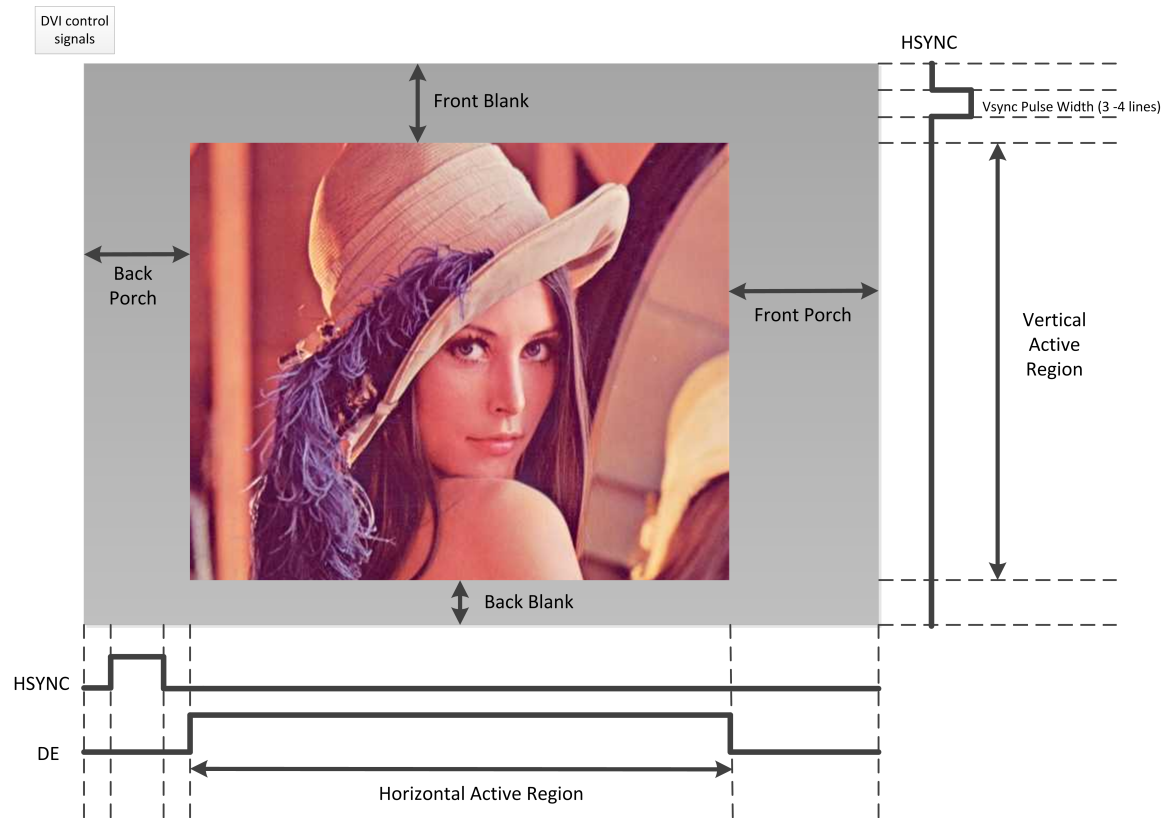 DVI control
signals
HSYNC
Front Blank
Vsync Pulse Width (3 -4 lines)
Back
Porch
Front Porch
Vertical
Active
Region
Back Blank
HSYNC
DE
Horizontal Active Region